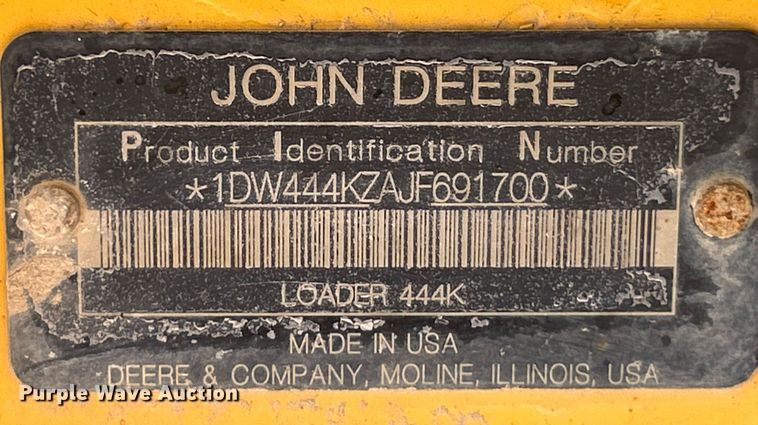 JOHN DEERE
Product Identification Number
*1DW444KZAJF691700*
LOADER 444K
MADE IN USA
DEERE & COMPANY, MOLINE, ILLINOIS, USA
Purple Wave Auction